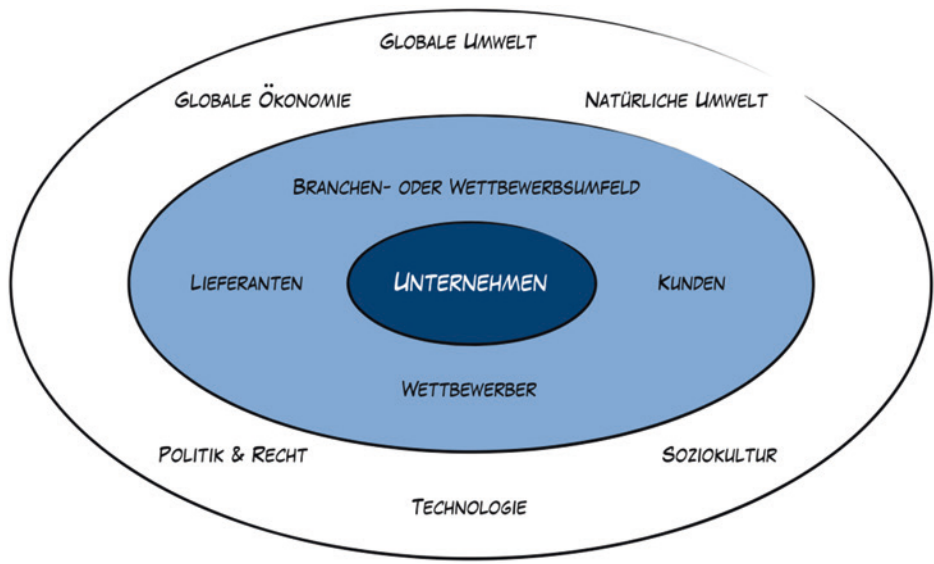 Globale Umwelt
Globale Ökonomie
Natürliche Umwelt
Branchen- oder Wettbewerbsumfeld
Lieferanten
Unternehmen
Kunden
Wettbewerber
Politik & Recht
Soziokultur
Technologie